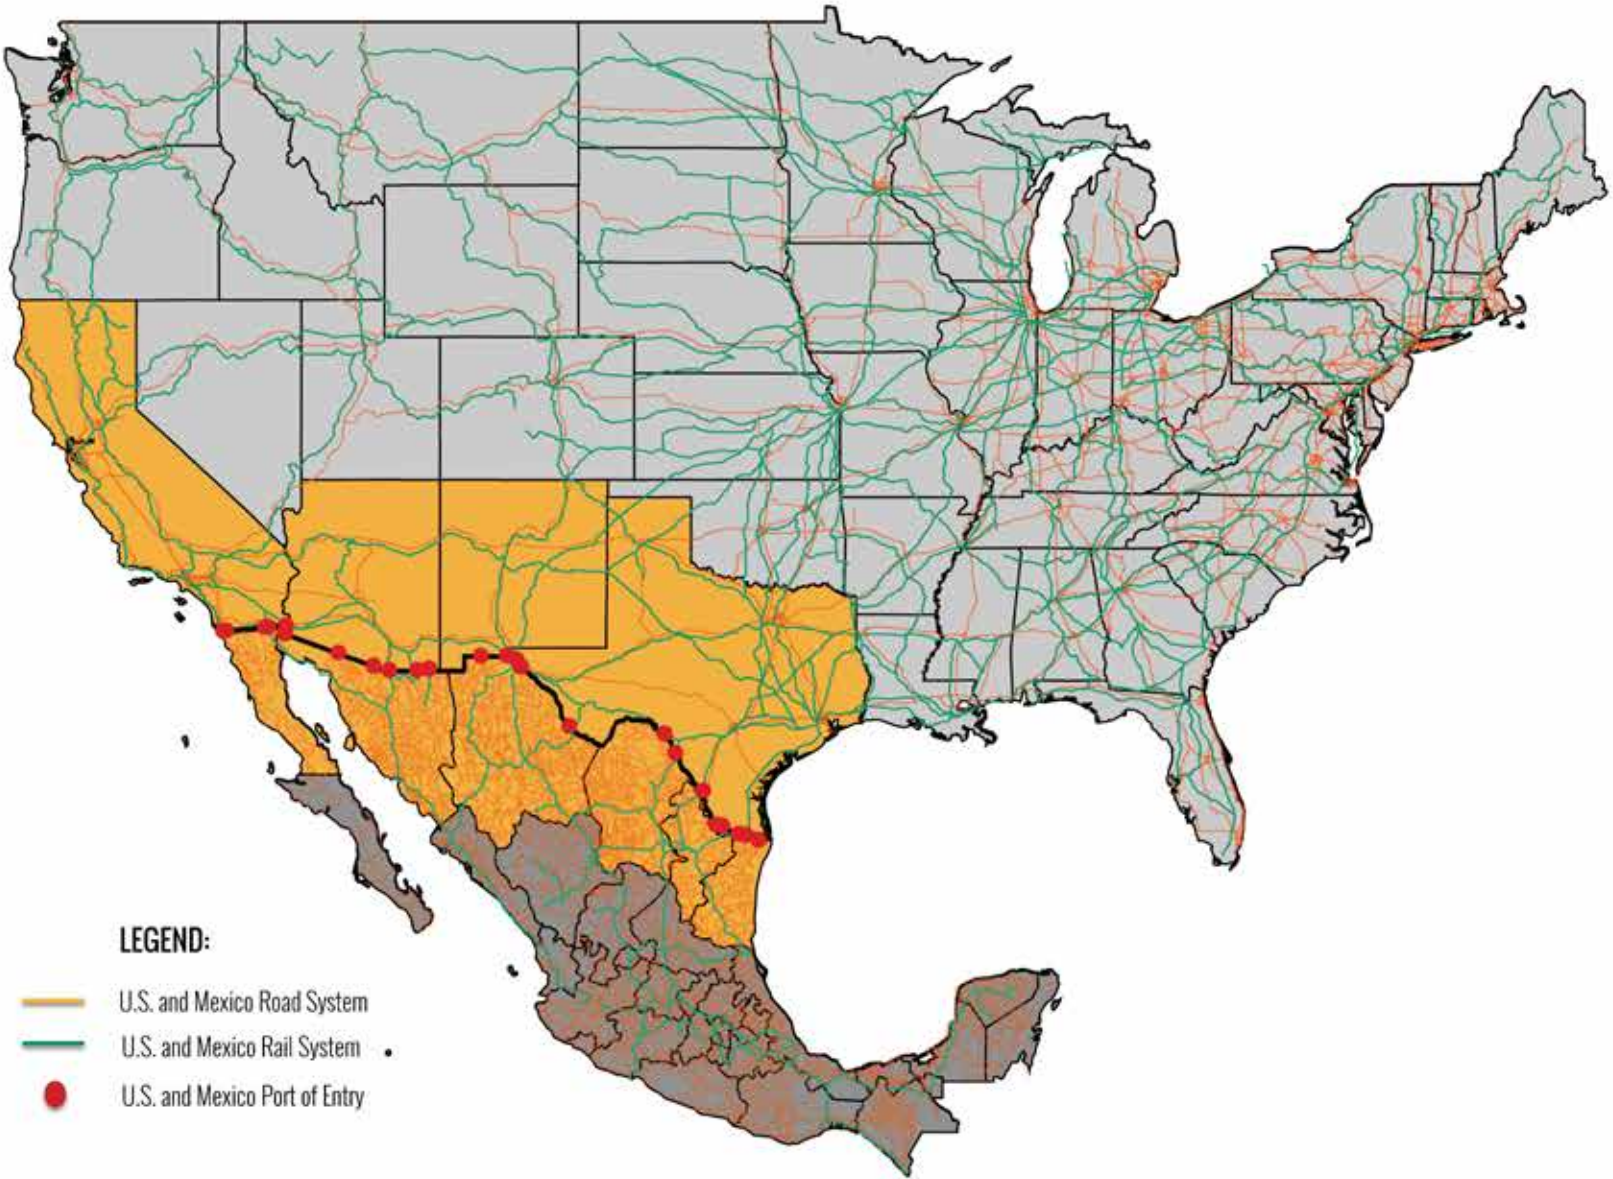 LEGEND:
U.S. and Mexico Road System
U.S. and Mexico Rail System
U.S. and Mexico Port of Entry